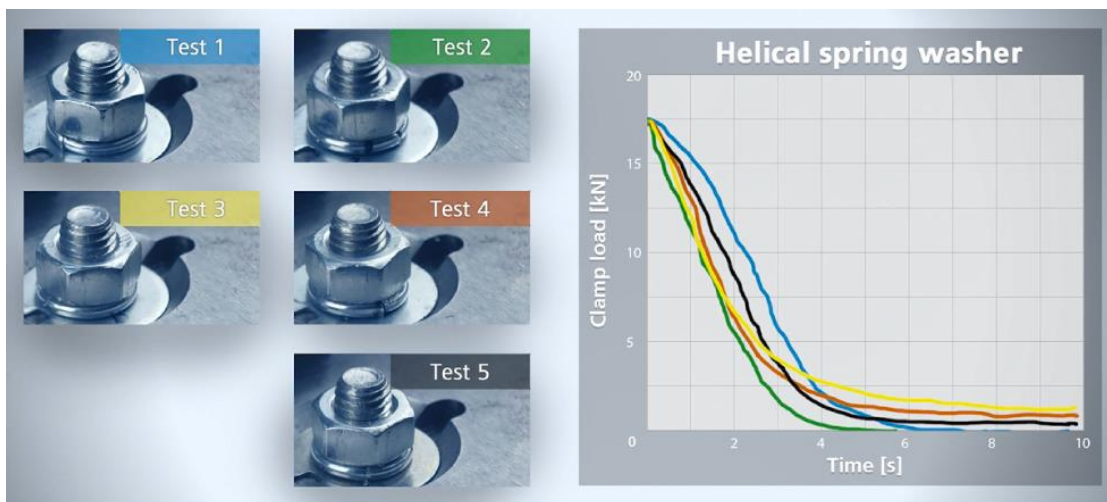 Test 1
Test 2
Test 3
Test 4
Test 5
Helical spring washer
Clamp load [kN]
20
15
10
5
0
2
4
6
8
10
Time [s]